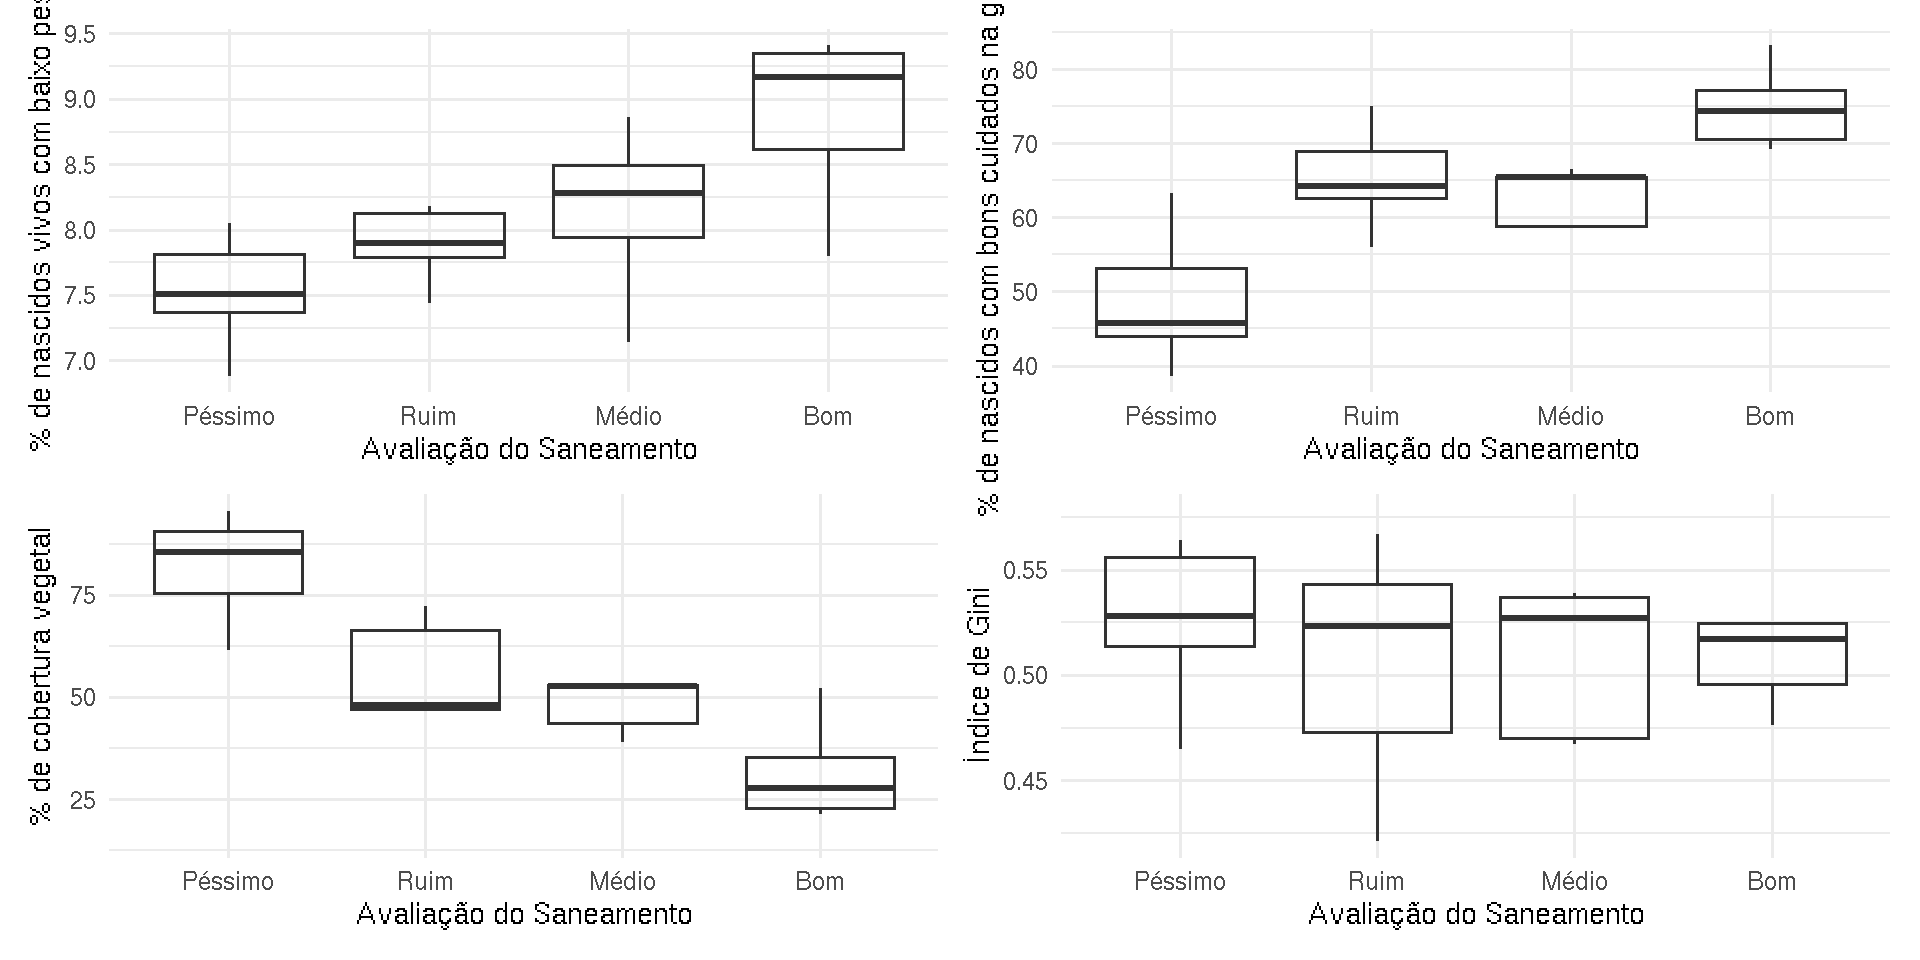 % de nascidos vivos com baixo pes
9.5
9.0
8.5
8.0
7.5
7.0
Péssimo Ruim Médio Bom
Avaliação do Saneamento
% de nascidos com bons cuidados na g
80
70
60
50
40
Péssimo Ruim Médio Bom
Avaliação do Saneamento
% de cobertura vegetal
75
50
25
Péssimo Ruim Médio Bom
Avaliação do Saneamento
Índice de Gini
0.55
0.50
0.45
Péssimo Ruim Médio Bom
Avaliação do Saneamento